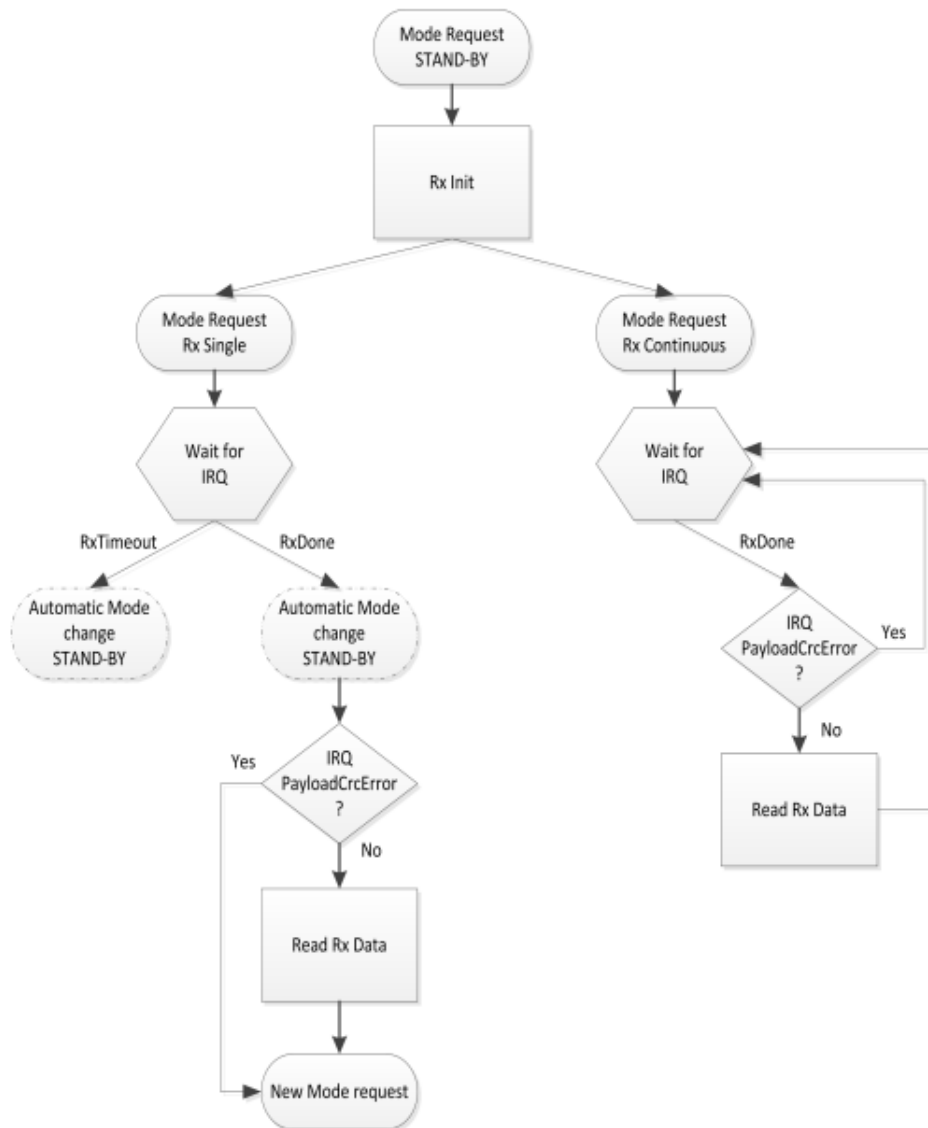 Mode Request
STAND-BY
Rx Init
Mode Request
Rx Single
Mode Request
Rx Continuous
Wait for
IRQ
Wait for
IRQ
RxTimeout
RxDone
RxDone
Automatic Mode
change
STAND-BY
Automatic Mode
change
STAND-BY
IRQ
PayloadCrcError
?
Yes
No
Yes
IRQ
PayloadCrcError
?
No
Read Rx Data
Read Rx Data
New Mode request